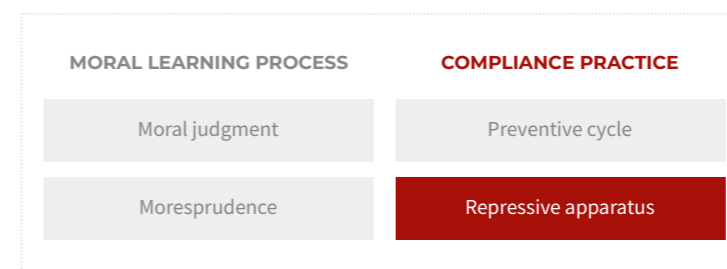 MORAL LEARNING PROCESS
COMPLIANCE PRACTICE
Moral judgment
Preventive cycle
Moresprudence
Repressive apparatus